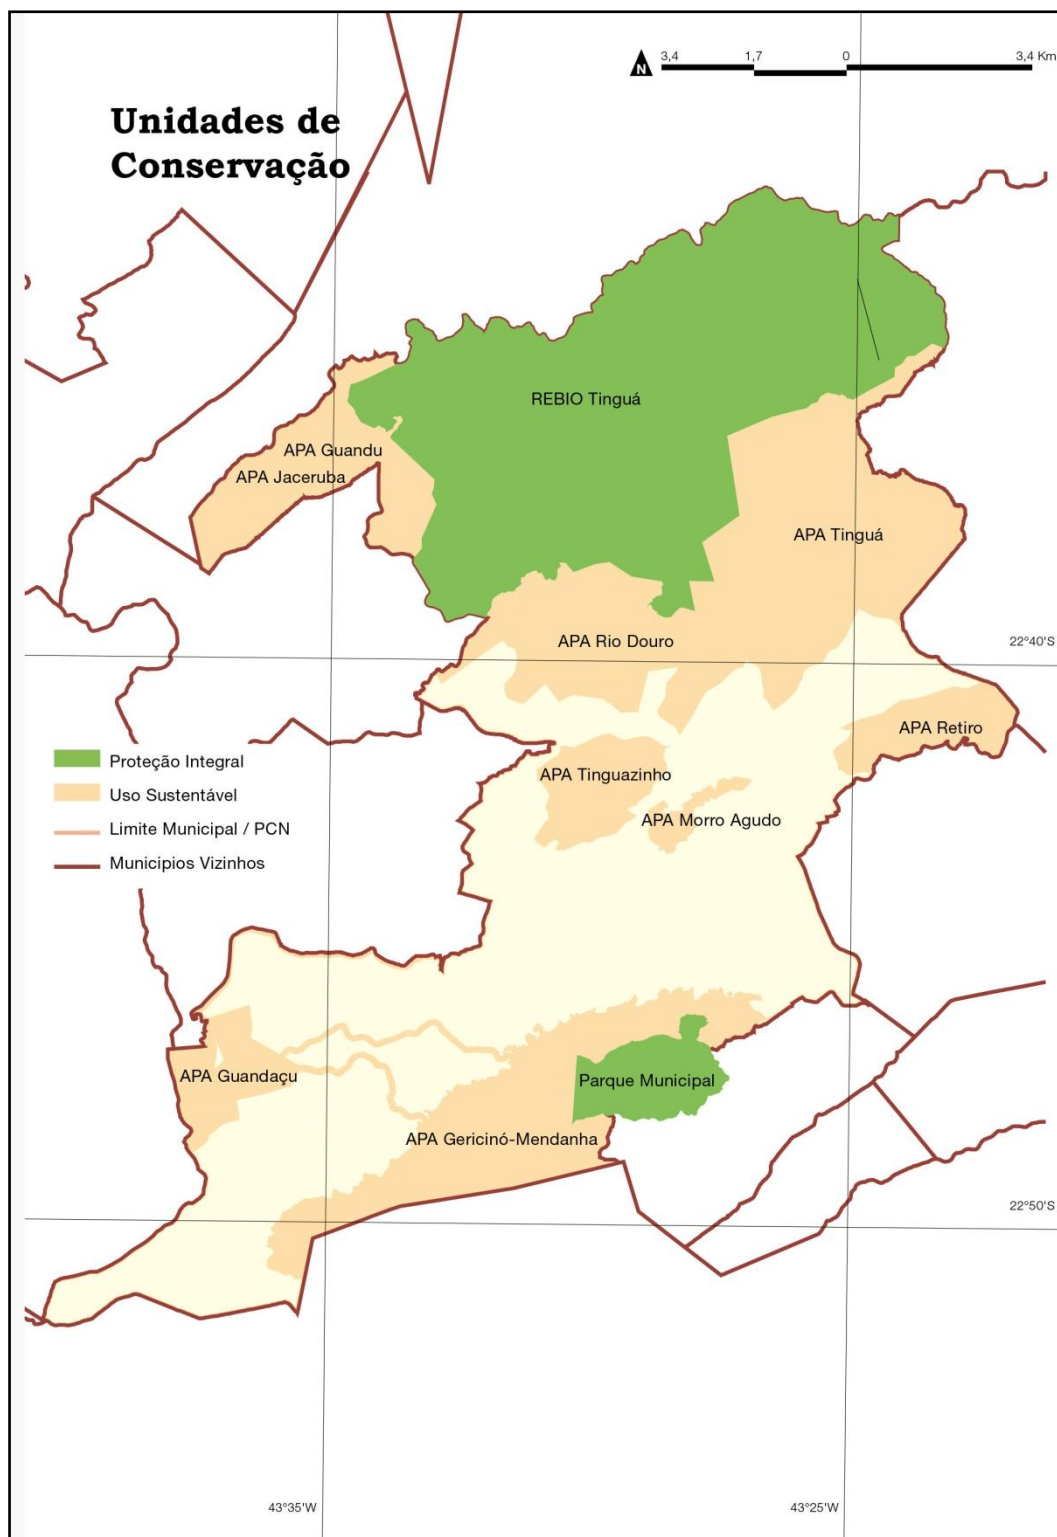 3,4 1,7 0 3,4 Km
N
Unidades de
Conservação
REBIO Tinguá
APA Guandu
APA Jaceruba
APA Tinguá
APA Rio Douro
22°40'S
APA Retiro
APA Tinguazinho
APA Morro Agudo
Proteção Integral
Uso Sustentável
Limite Municipal / PCN
Municipios Vizinhos
APA Guandaçu
Parque Municipal
APA Gericinó-Mendanha
22°50'S
43°35'W
43°25'W